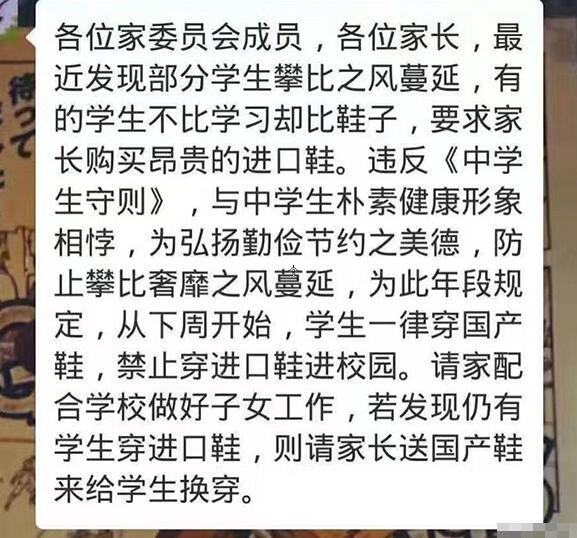 各位家委员会成员，各位家长，最
近发现部分学生攀比之风蔓延，有
的学生不比学习却比鞋子，要求家
长购买昂贵的进口鞋。违反《中学
生守则》，与中学生朴素健康形象
相悖，为弘扬勤俭节约之美德，防
止攀比奢靡之风蔓延，为此年段规
定，从下周开始，学生一律穿国产
鞋，禁止穿进口鞋进校园。请家配
合学校做好子女工作，若发现仍有
学生穿进口鞋，则请家长送国产鞋
来给学生换穿。